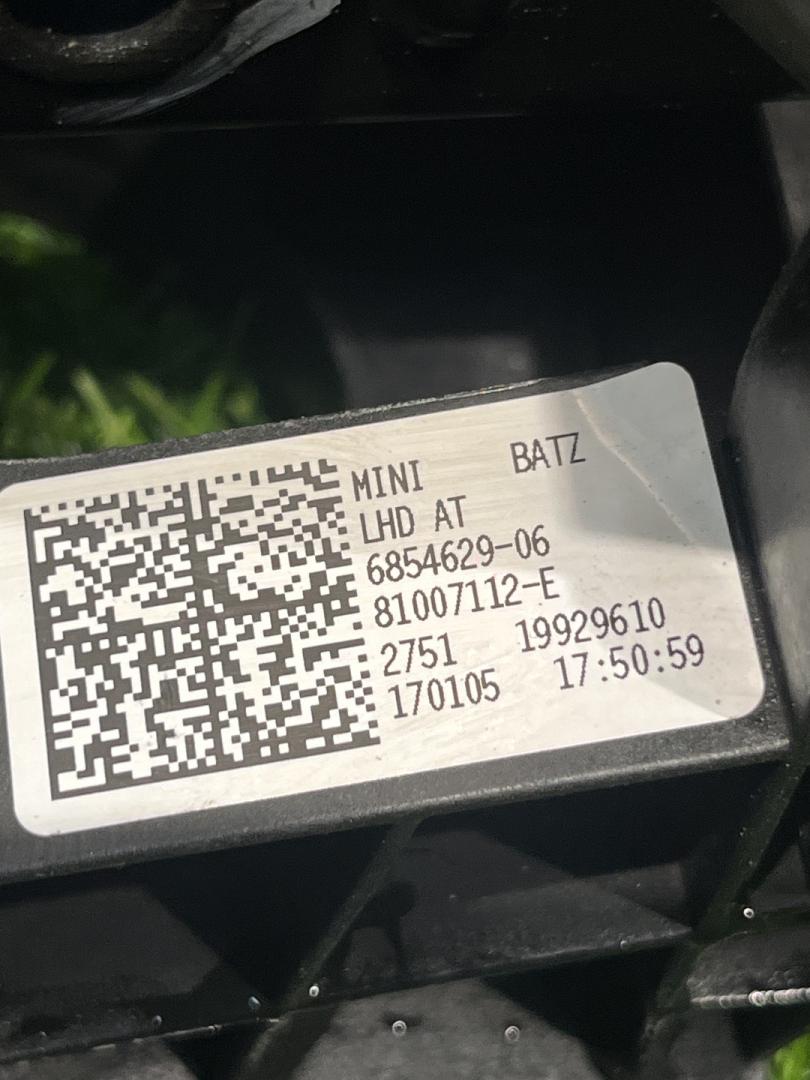 MINI BATZ
LHD AT
6854629-06
81007112-E
2751 19929610
170105 17:50:59